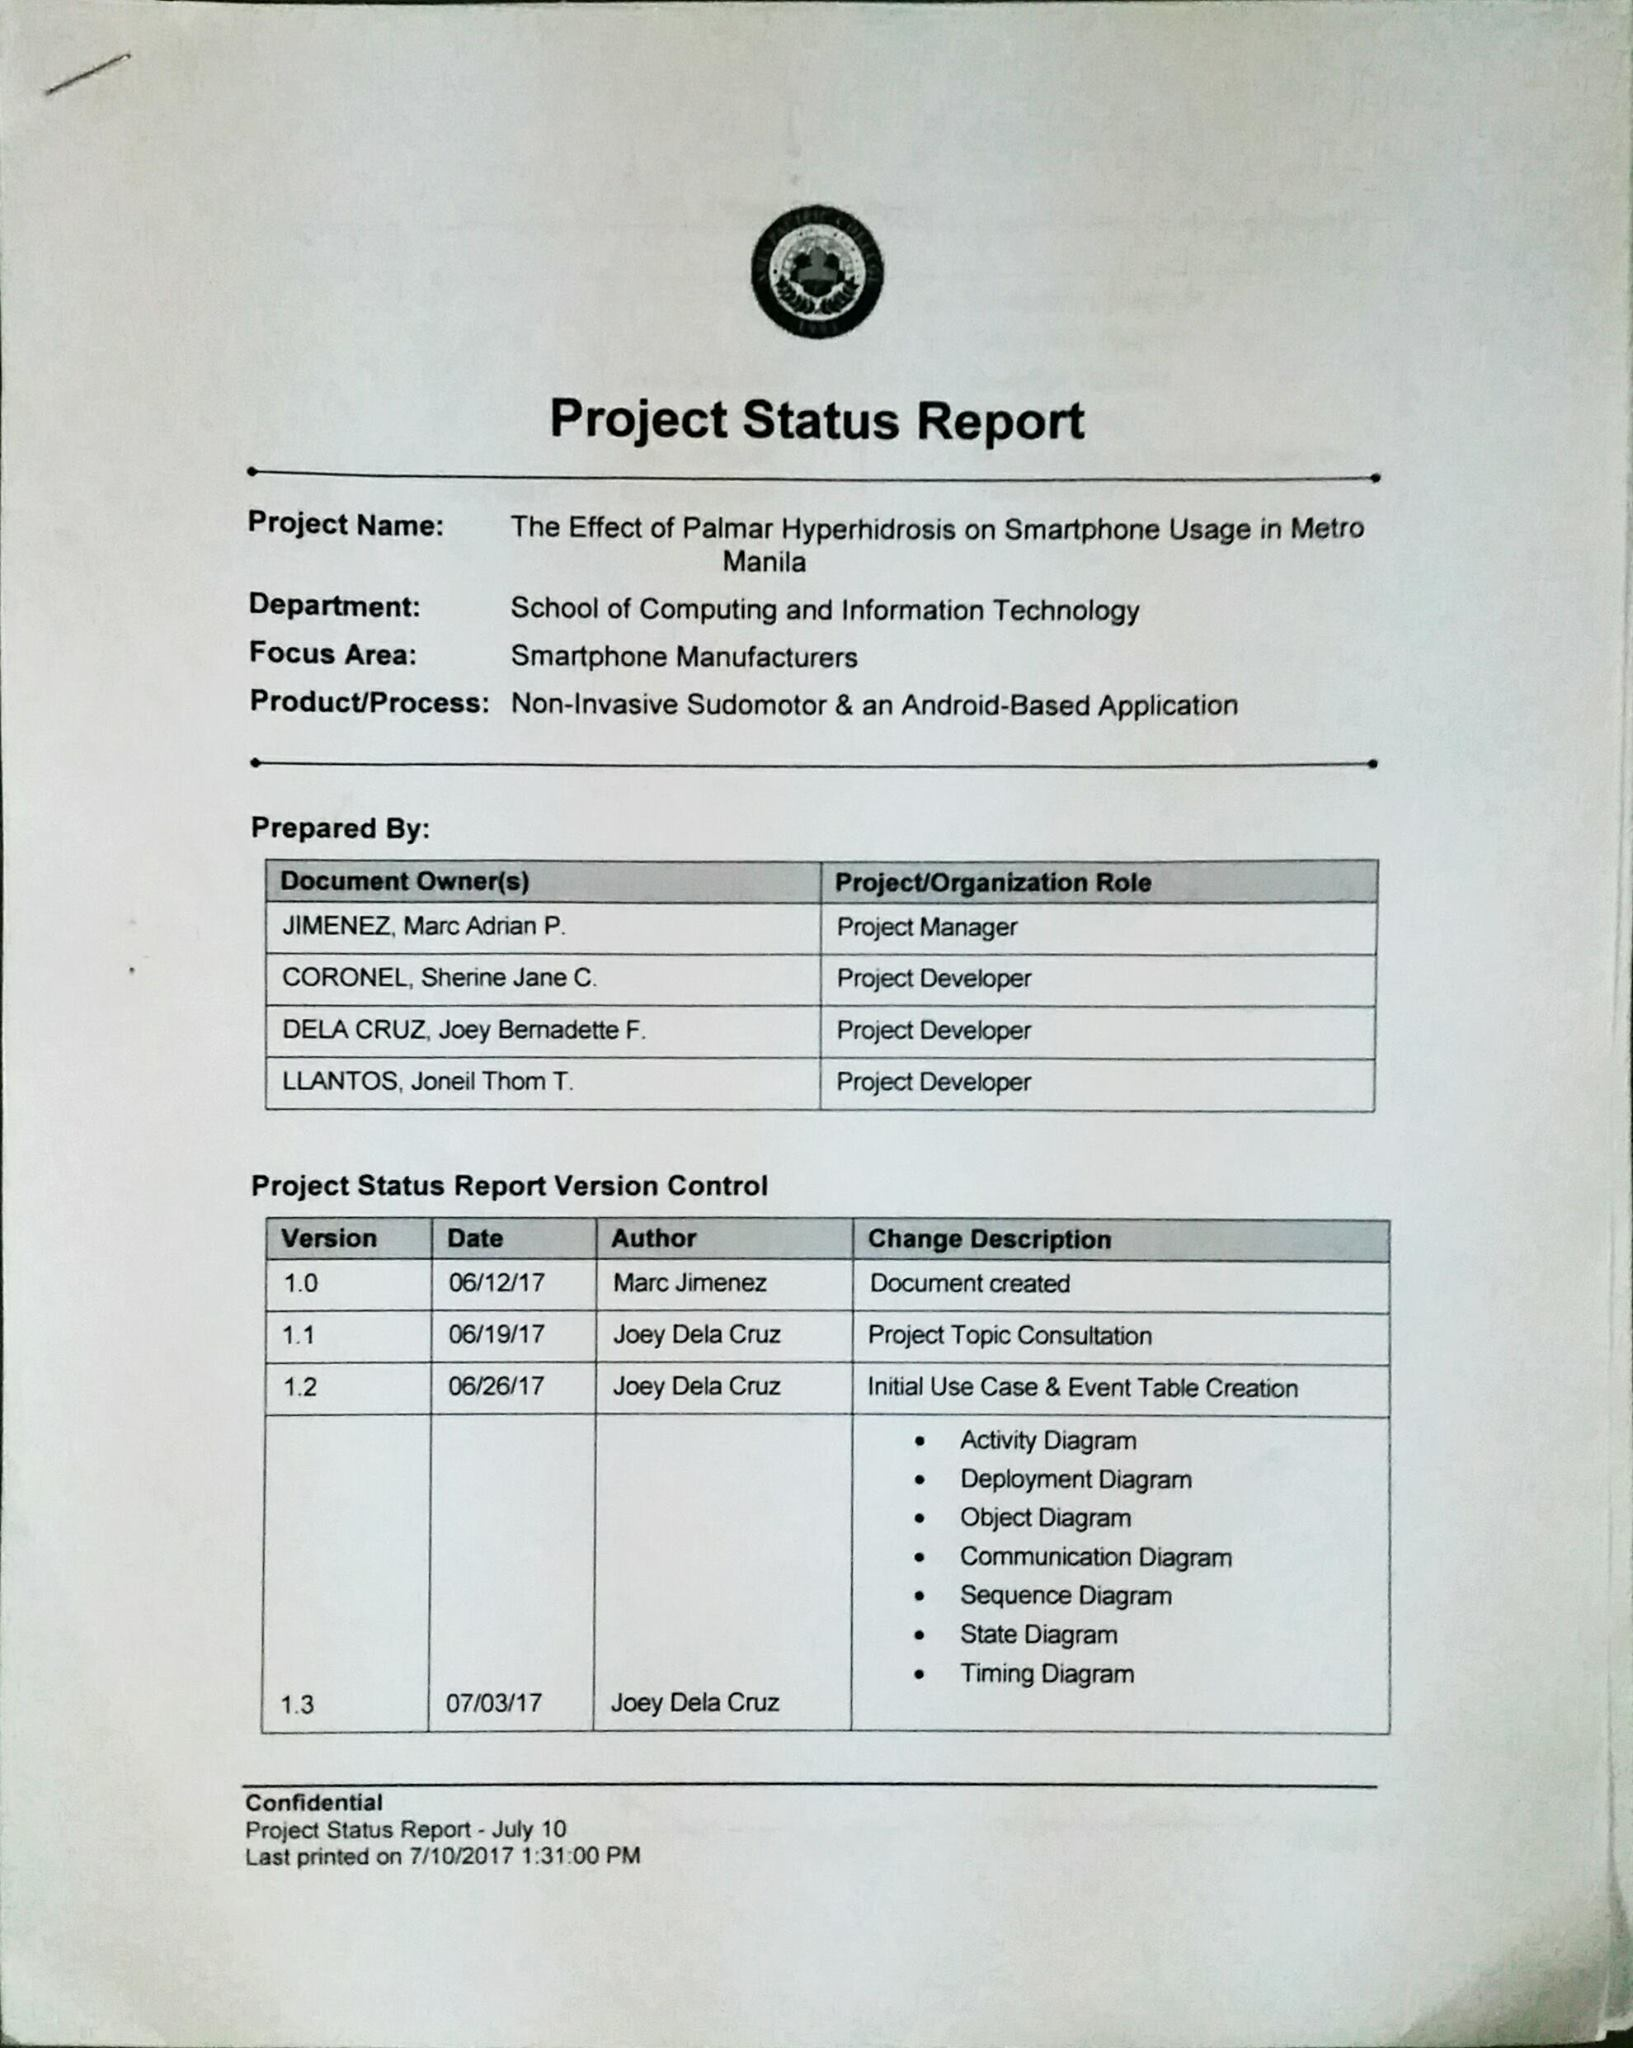 ASIA PACIFIC COLLEGE
Project Status Report
Project Name: The Effect of Palmar Hyperhidrosis on Smartphone Usage in Metro
Manila
Department: School of Computing and Information Technology
Focus Area: Smartphone Manufacturers
Product/Process: Non-Invasive Sudomotor & an Android-Based Application
Prepared By:
Document Owner(s) Project/Organization Role
JIMENEZ, Marc Adrian P. Project Manager
CORONEL, Sherine Jane C. Project Developer
DELA CRUZ, Joey Bernadette F. Project Developer
LLANTOS, Joneil Thom T. Project Developer
Project Status Report Version Control
Version Date Author Change Description
1.0 06/12/17 Marc Jimenez Document created
1.1 06/19/17 Joey Dela Cruz Project Topic Consultation
1.2 06/26/17 Joey Dela Cruz Initial Use Case & Event Table Creation
• Activity Diagram
• Deployment Diagram
• Object Diagram
• Communication Diagram
• Sequence Diagram
• State Diagram
• Timing Diagram
1.3 07/03/17 Joey Dela Cruz
Confidential
Project Status Report - July 10
Last printed on 7/10/2017 1:31:00 PM